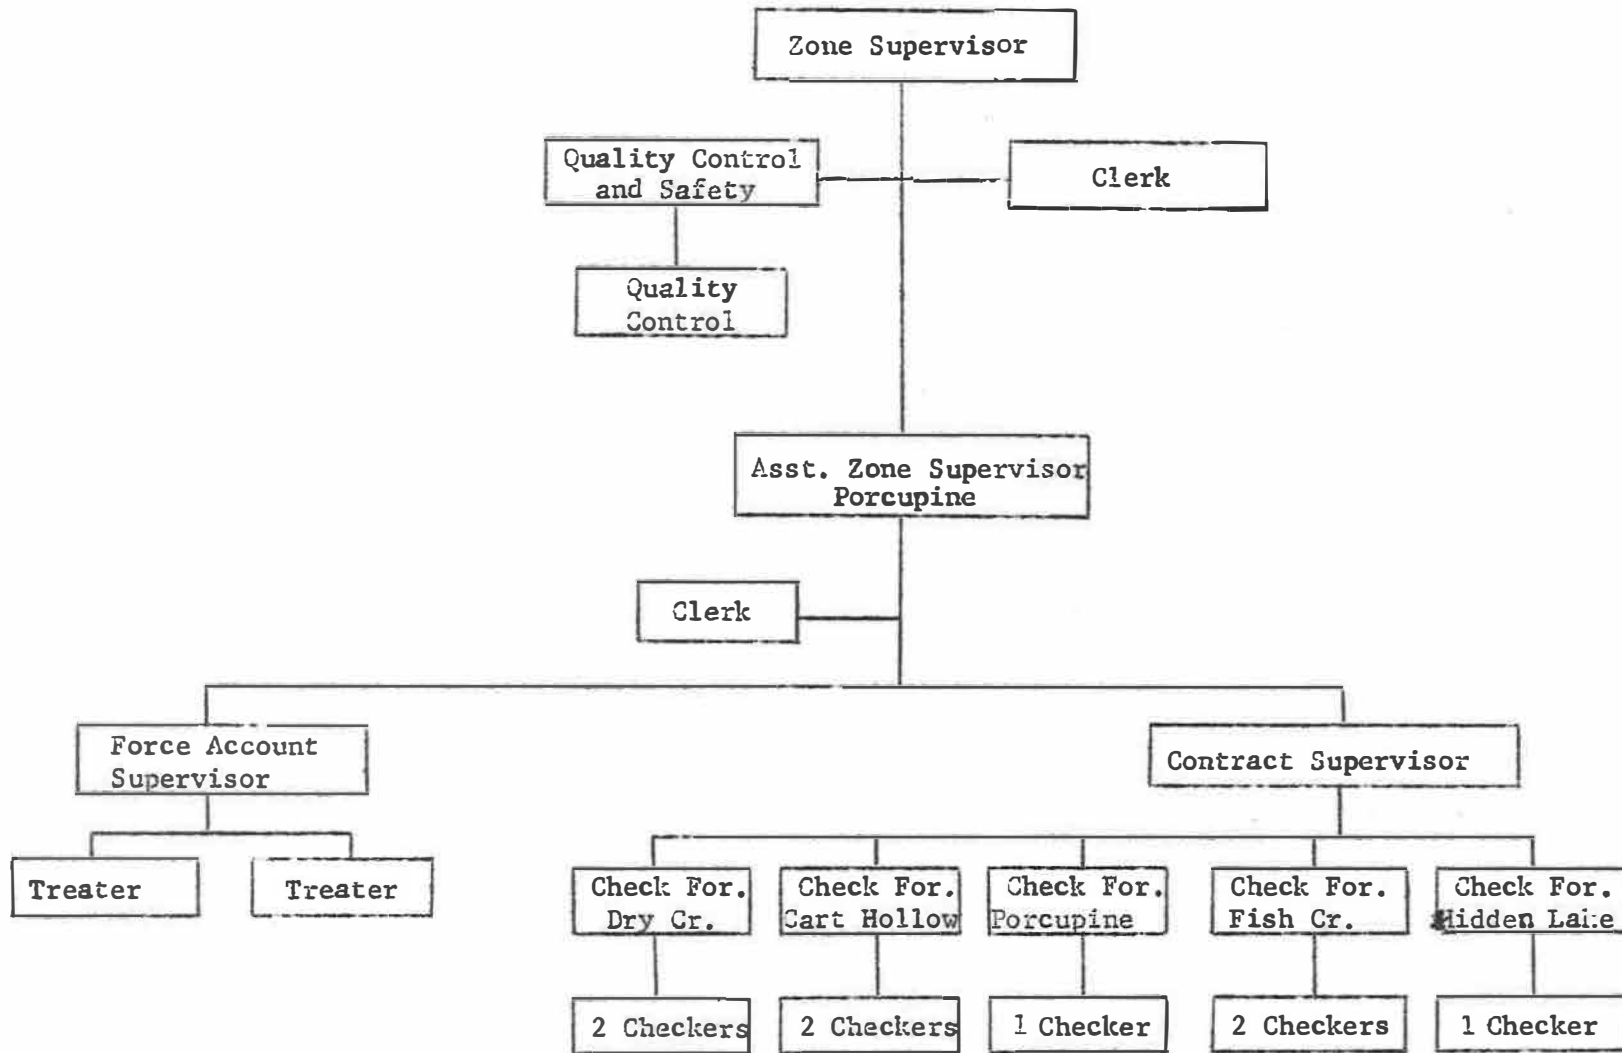 Zone Supervisor
Quality Control
and Safety
Clerk
Quality
Control
Asst. Zone Supervisor
Porcupine
Clerk
Force Account
Supervisor
Contract Supervisor
Treater
Treater
Check For.
Dry Cr.
Check For.
Cart Hollow
Check For.
Porcupine
Check For.
Fish Cr.
Check For.
Hidden Lake
2 Checkers
2 Checkers
1 Checker
2 Checkers
1 Checker